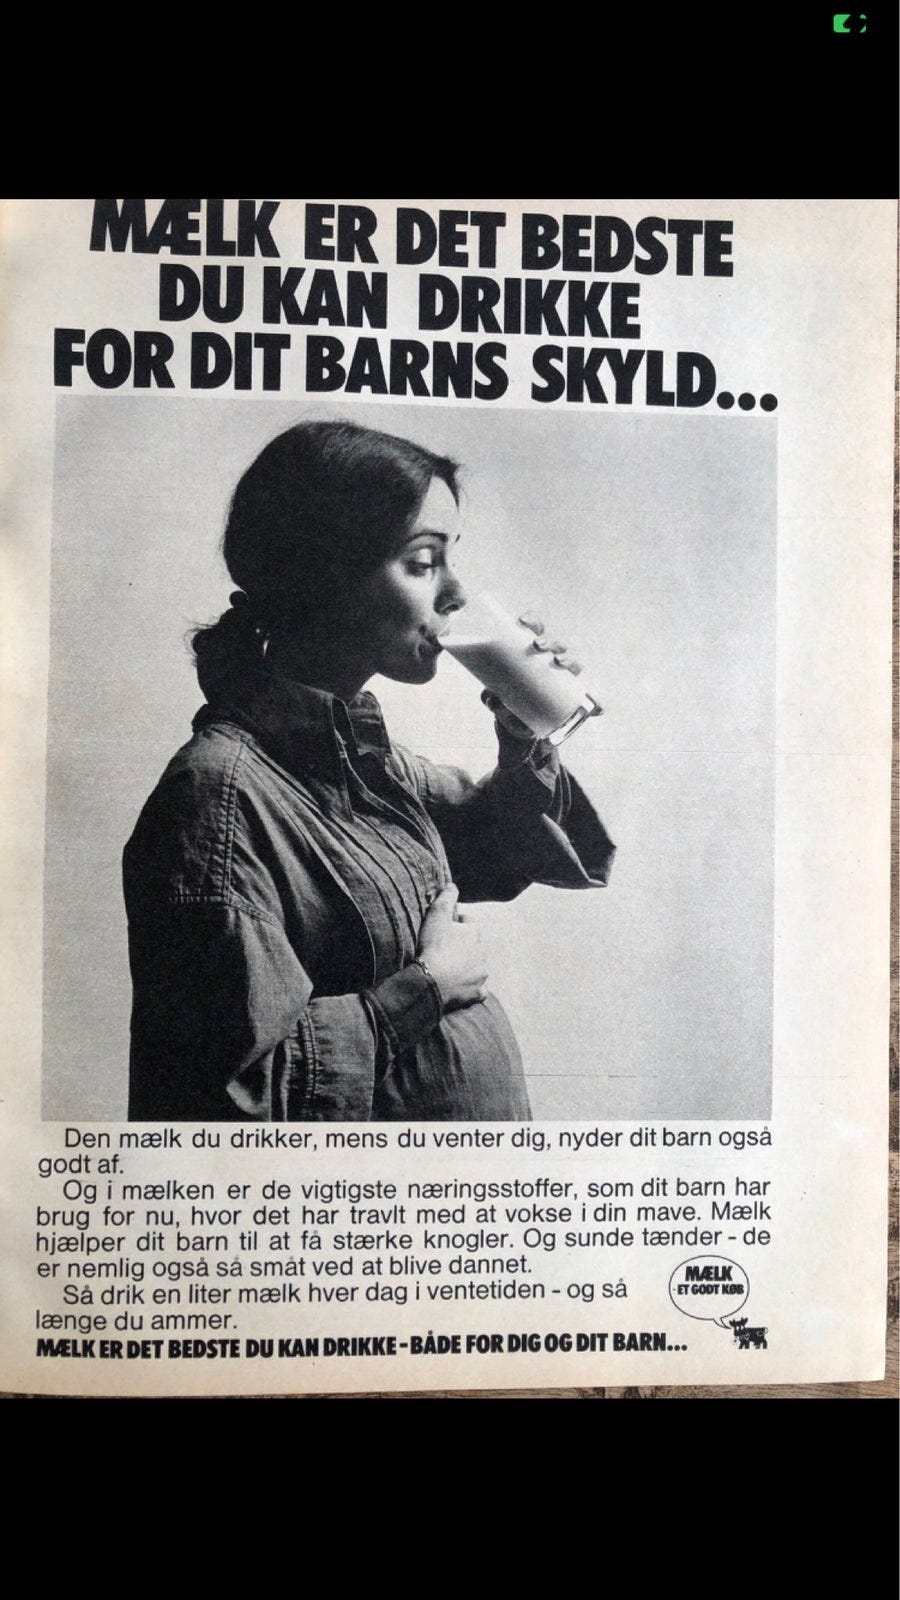 MÆLK ER DET BEDSTE
DU KAN DRIKKE
FOR DIT BARNS SKYLD...
Den mælk du drikker, mens du venter dig, nyder dit barn også
godt af.
Og i mælken er de vigtigste næringsstoffer, som dit barn har
brug for nu, hvor det har travlt med at vokse i din mave. Mælk
hjælper dit barn til at få stærke knogler. Og sunde tænder - de
er nemlig også så småt ved at blive dannet.
Så drik en liter mælk hver dag i ventetiden - og så
længe du ammer.
MÆLK
- ET GODT KØB
MÆLK ER DET BEDSTE DU KAN DRIKKE - BÅDE FOR DIG OG DIT BARN...